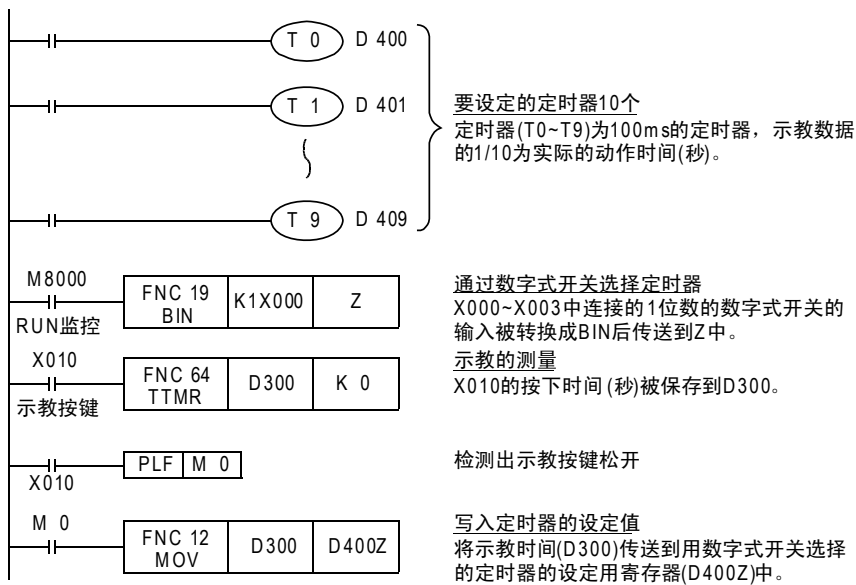 T 0 D 400
T 1 D 401
要设定的定时器10个
定时器(T0~T9)为100ms的定时器，示教数据
的1/10为实际的动作时间(秒)。
T 9 D 409
M8000
RUN监控
FNC 19
BIN
K1X000
Z
通过数字式开关选择定时器
X000~X003中连接的1位数的数字式开关的
输入被转换成BIN后传送到Z中。
X010
示教按键
FNC 64
TTMR
D300
K 0
示教的测量
X010的按下时间(秒)被保存到D300。
X010
PLF M 0
检测出示教按键松开
M 0
FNC 12
MOV
D300
D400Z
写入定时器的设定值
将示教时间(D300)传送到用数字式开关选择
的定时器的设定用寄存器(D400Z)中。